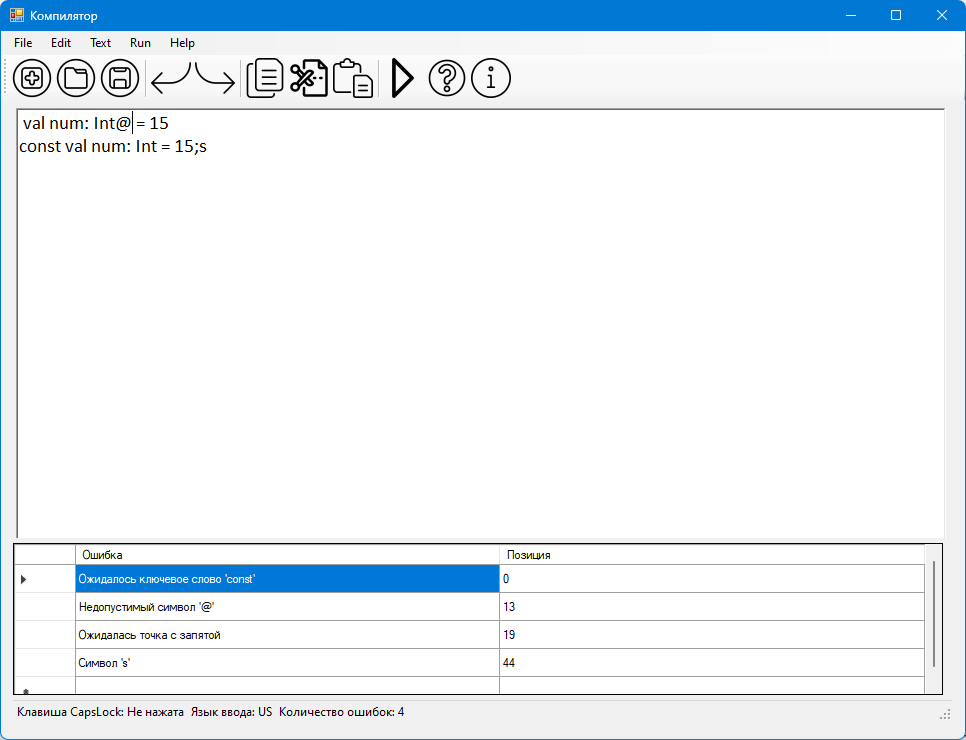 Компилятор
File Edit Text Run Help
val num: Int@ = 15
const val num: Int = 15;s
Ошибка Позиция
Ожидалось ключевое слово 'const' 0
Недопустимый символ '@' 13
Ожидалась точка с запятой 19
Символ 's' 44
Клавиша CapsLock: Не нажата Язык ввода: US Количество ошибок: 4